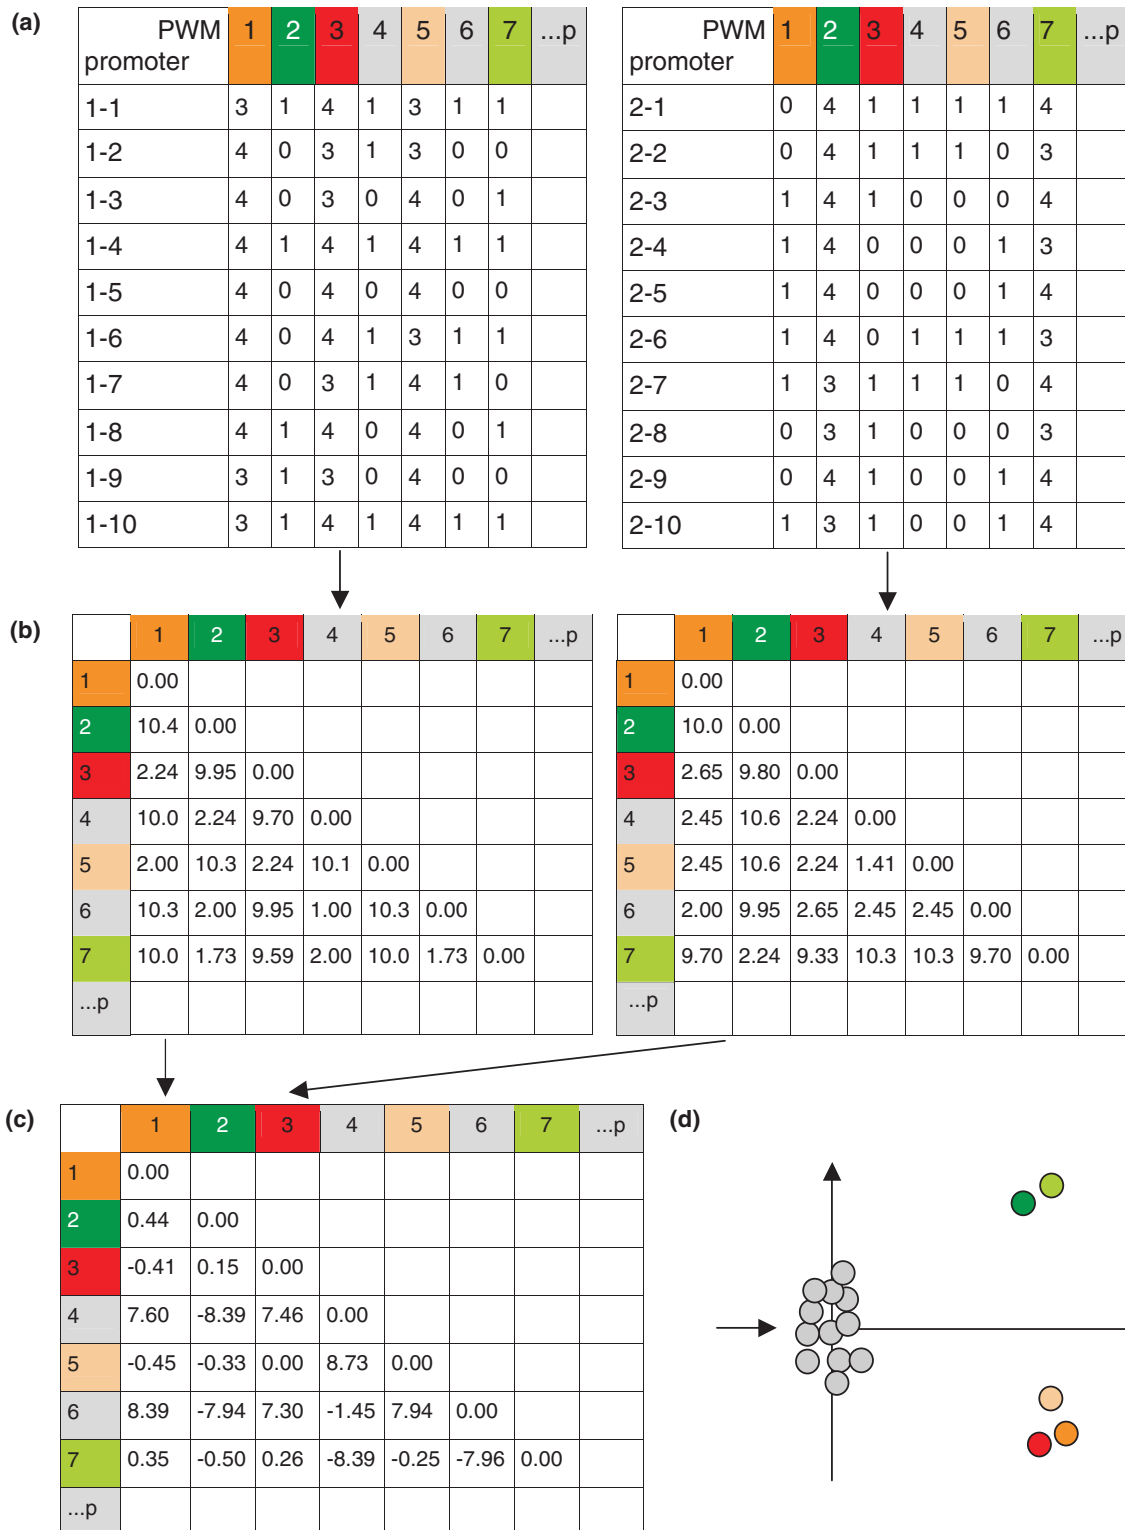 (a)
PWM 1 2 3 4 5 6 7 ...p
promoter
1-1 3 1 4 1 3 1 1
1-2 4 0 3 1 3 0 0
1-3 4 0 3 0 4 0 1
1-4 4 1 4 1 4 1 1
1-5 4 0 4 0 4 0 0
1-6 4 0 4 1 3 1 1
1-7 4 0 3 1 4 1 0
1-8 4 1 4 0 4 0 1
1-9 3 1 3 0 4 0 0
1-10 3 1 4 1 4 1 1
PWM 1 2 3 4 5 6 7 ...p
promoter
2-1 0 4 1 1 1 1 4
2-2 0 4 1 1 1 0 3
2-3 1 4 1 0 0 0 4
2-4 1 4 0 0 0 1 3
2-5 1 4 0 0 0 1 4
2-6 1 4 0 1 1 1 3
2-7 1 3 1 1 1 0 4
2-8 0 3 1 0 0 0 3
2-9 0 4 1 0 0 1 4
2-10 1 3 1 0 0 1 4
(b)
1 2 3 4 5 6 7 ...p
1 0.00
2 10.4 0.00
3 2.24 9.95 0.00
4 10.0 2.24 9.70 0.00
5 2.00 10.3 2.24 10.1 0.00
6 10.3 2.00 9.95 1.00 10.3 0.00
7 10.0 1.73 9.59 2.00 10.0 1.73 0.00
...p
1 2 3 4 5 6 7 ...p
1 0.00
2 10.0 0.00
3 2.65 9.80 0.00
4 2.45 10.6 2.24 0.00
5 2.45 10.6 2.24 1.41 0.00
6 2.00 9.95 2.65 2.45 2.45 0.00
7 9.70 2.24 9.33 10.3 10.3 9.70 0.00
...p
(c)
1 2 3 4 5 6 7 ...p
1 0.00
2 0.44 0.00
3 -0.41 0.15 0.00
4 7.60 -8.39 7.46 0.00
5 -0.45 -0.33 0.00 8.73 0.00
6 8.39 -7.94 7.30 -1.45 7.94 0.00
7 0.35 -0.50 0.26 -8.39 -0.25 -7.96 0.00
...p
(d)